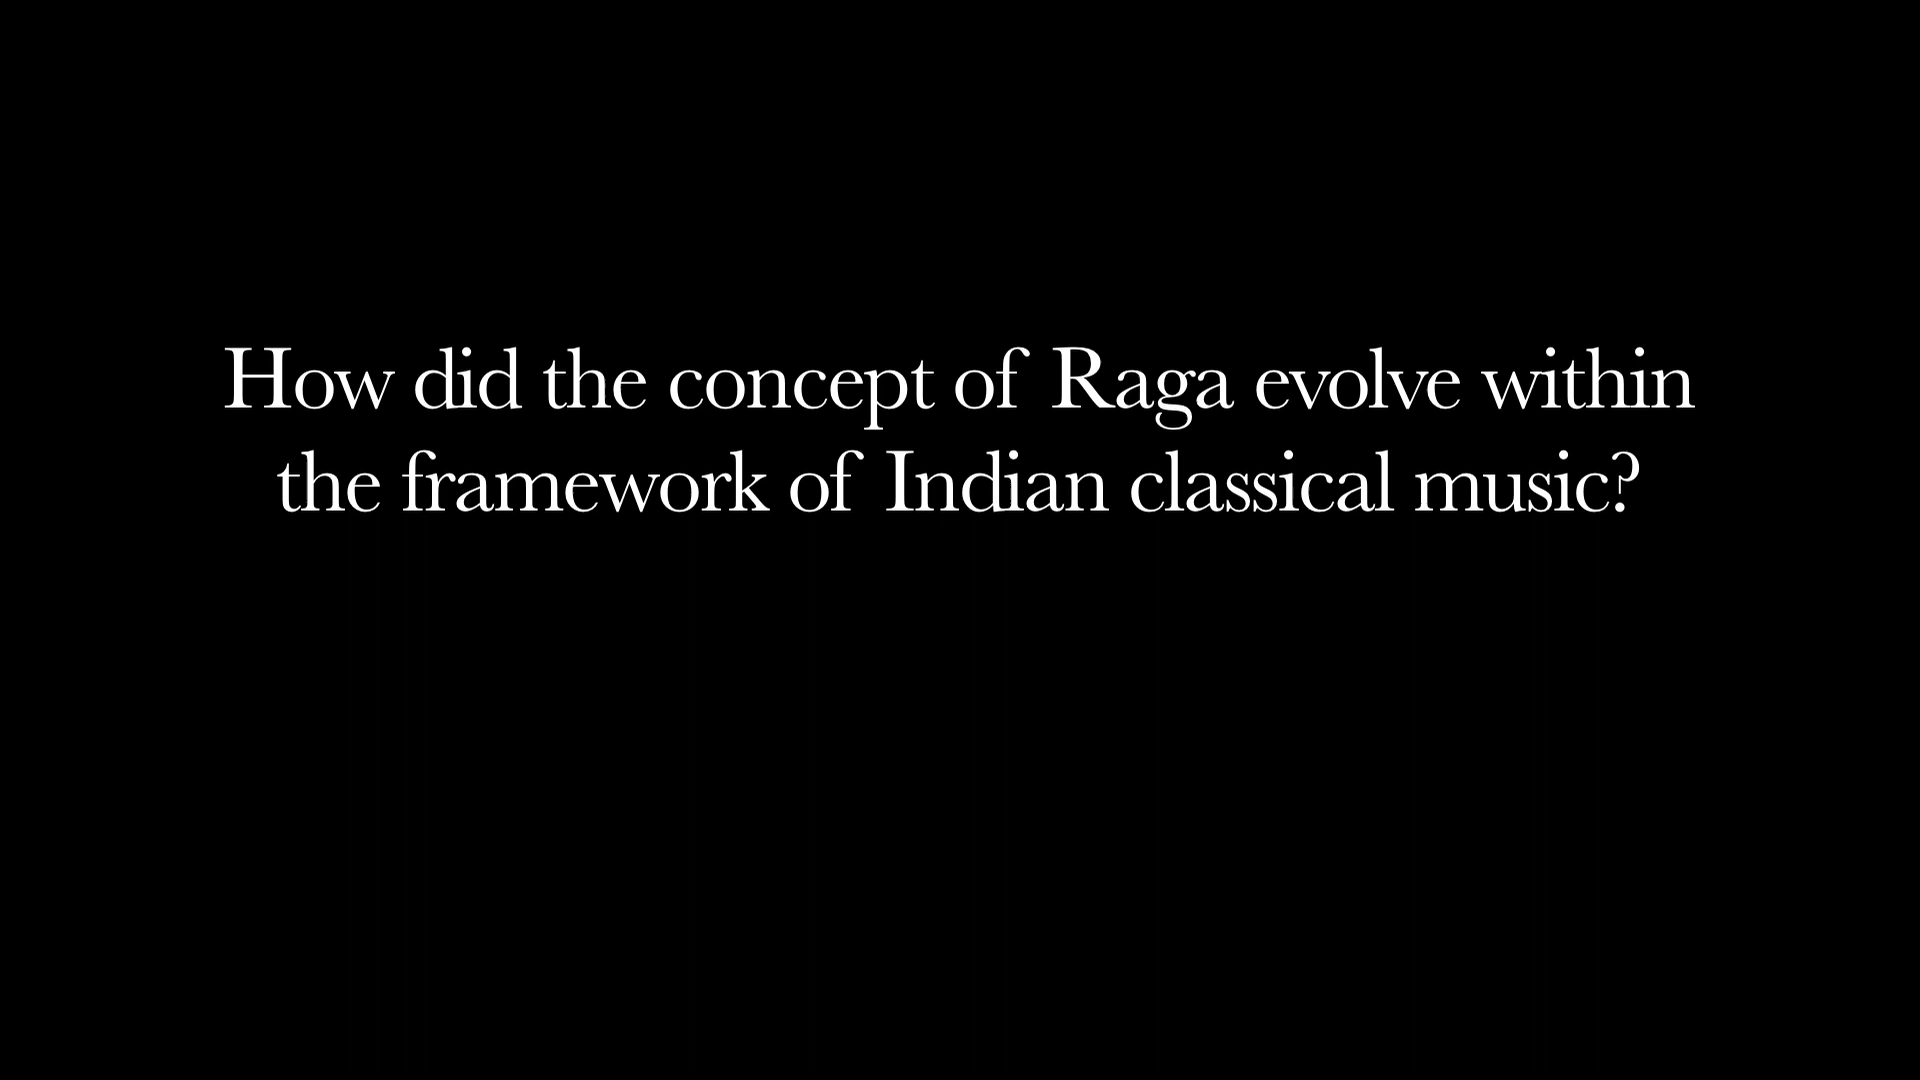 How did the concept of Raga evolve within
the framework of Indian classical music?